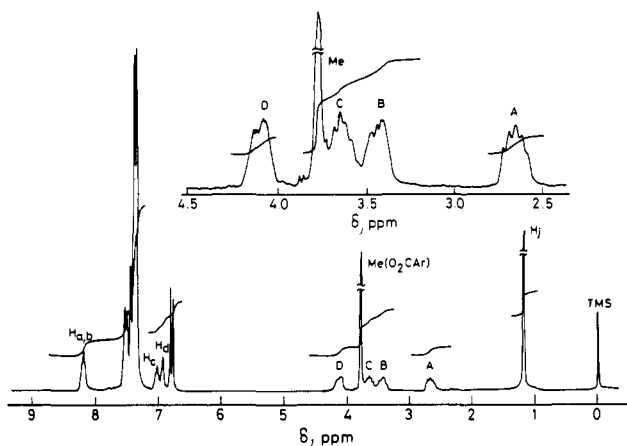 Me
D
C
B
A
4.5 4.0 3.5 3.0 2.5
δ, ppm
Hj
Me(O₂CAr)
TMS
Ha,b
Hc
Hd
D
C
B
A
9 8 7 6 5 4 3 2 1 0
δ, ppm